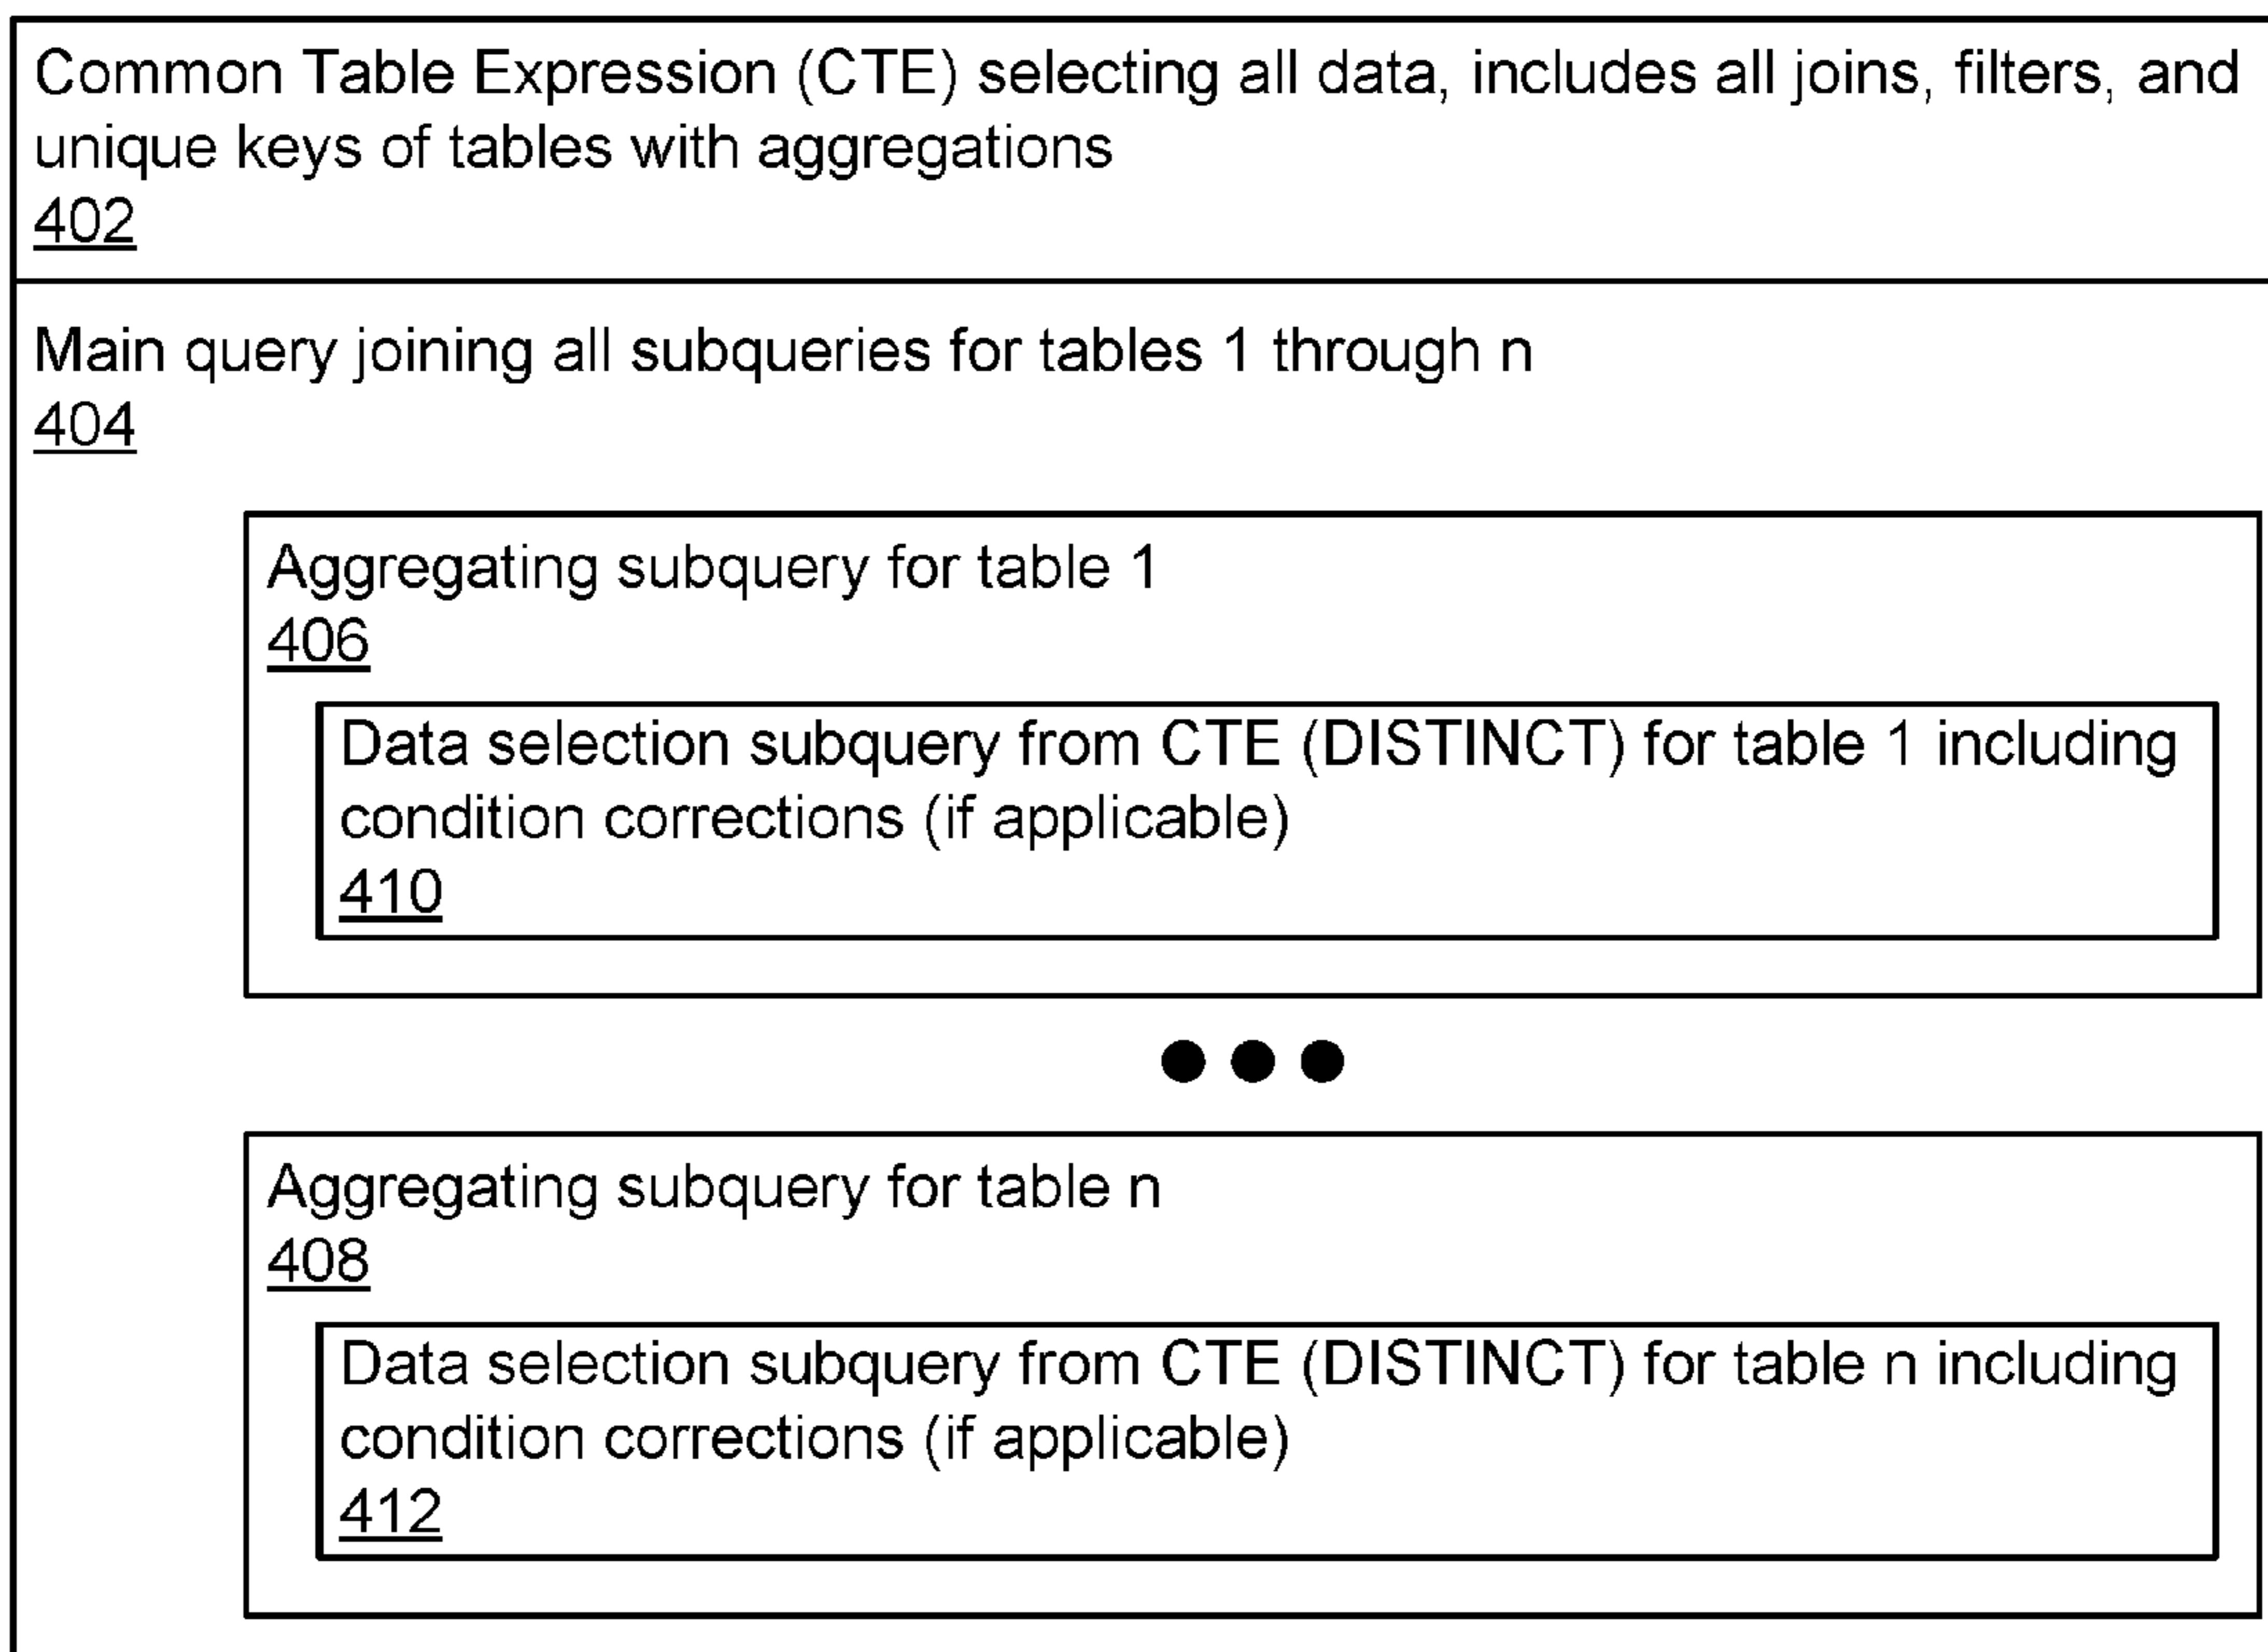 Common Table Expression (CTE) selecting all data, includes all joins, filters, and
unique keys of tables with aggregations
402
Main query joining all subqueries for tables 1 through n
404
Aggregating subquery for table 1
406
Data selection subquery from CTE (DISTINCT) for table 1 including
condition corrections (if applicable)
410
Aggregating subquery for table n
408
Data selection subquery from CTE (DISTINCT) for table n including
condition corrections (if applicable)
412